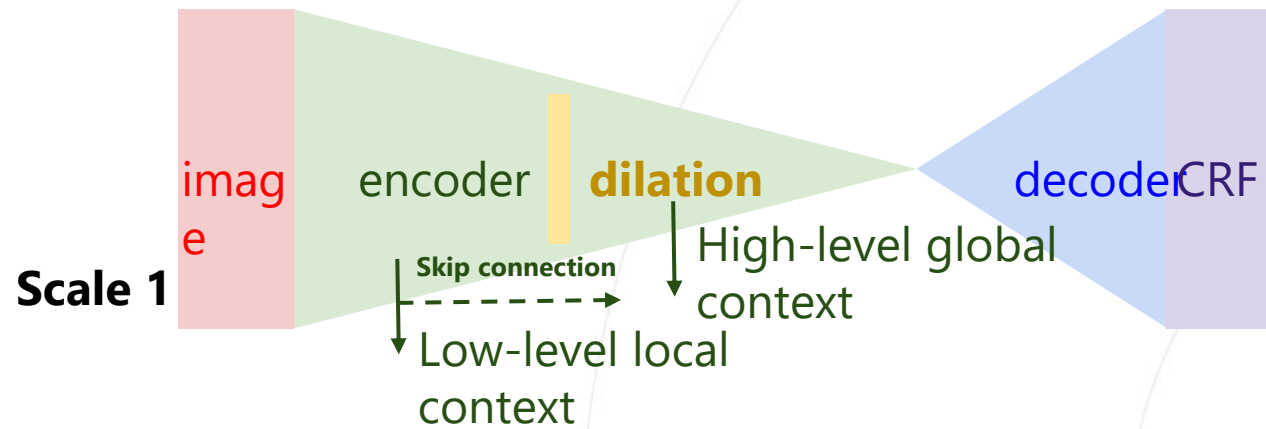 imag
e
encoder
dilation
decoder
CRF
Scale 1
Skip connection
High-level global
context
Low-level local
context